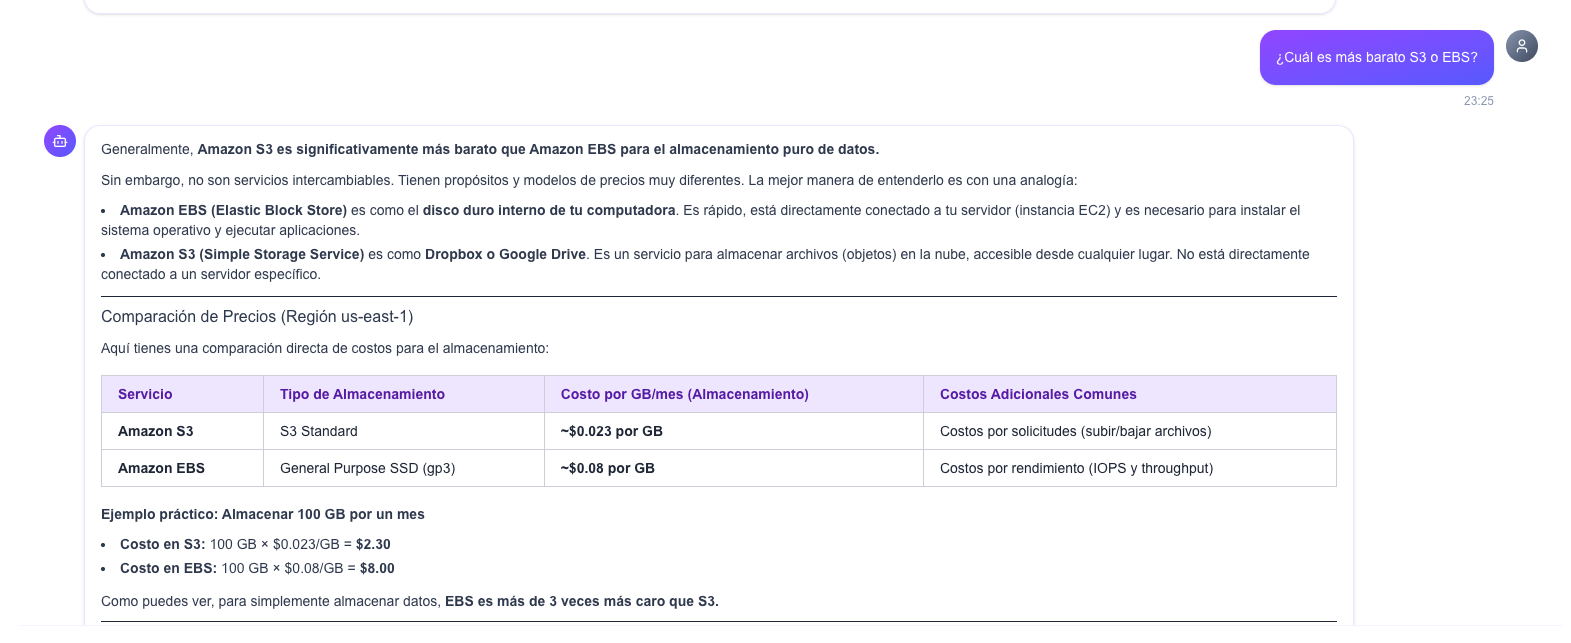 ¿Cuál es más barato S3 o EBS?
23:25
Generalmente, Amazon S3 es significativamente más barato que Amazon EBS para el almacenamiento puro de datos.
Sin embargo, no son servicios intercambiables. Tienen propósitos y modelos de precios muy diferentes. La mejor manera de entenderlo es con una analogía:
• Amazon EBS (Elastic Block Store) es como el disco duro interno de tu computadora. Es rápido, está directamente conectado a tu servidor (instancia EC2) y es necesario para instalar el
sistema operativo y ejecutar aplicaciones.
• Amazon S3 (Simple Storage Service) es como Dropbox o Google Drive. Es un servicio para almacenar archivos (objetos) en la nube, accesible desde cualquier lugar. No está directamente
conectado a un servidor específico.
Comparación de Precios (Región us-east-1)
Aquí tienes una comparación directa de costos para el almacenamiento:
Servicio Tipo de Almacenamiento Costo por GB/mes (Almacenamiento) Costos Adicionales Comunes
Amazon S3 S3 Standard ~$0.023 por GB Costos por solicitudes (subir/bajar archivos)
Amazon EBS General Purpose SSD (gp3) ~$0.08 por GB Costos por rendimiento (IOPS y throughput)
Ejemplo práctico: Almacenar 100 GB por un mes
• Costo en S3: 100 GB × $0.023/GB = $2.30
• Costo en EBS: 100 GB × $0.08/GB = $8.00
Como puedes ver, para simplemente almacenar datos, EBS es más de 3 veces más caro que S3.